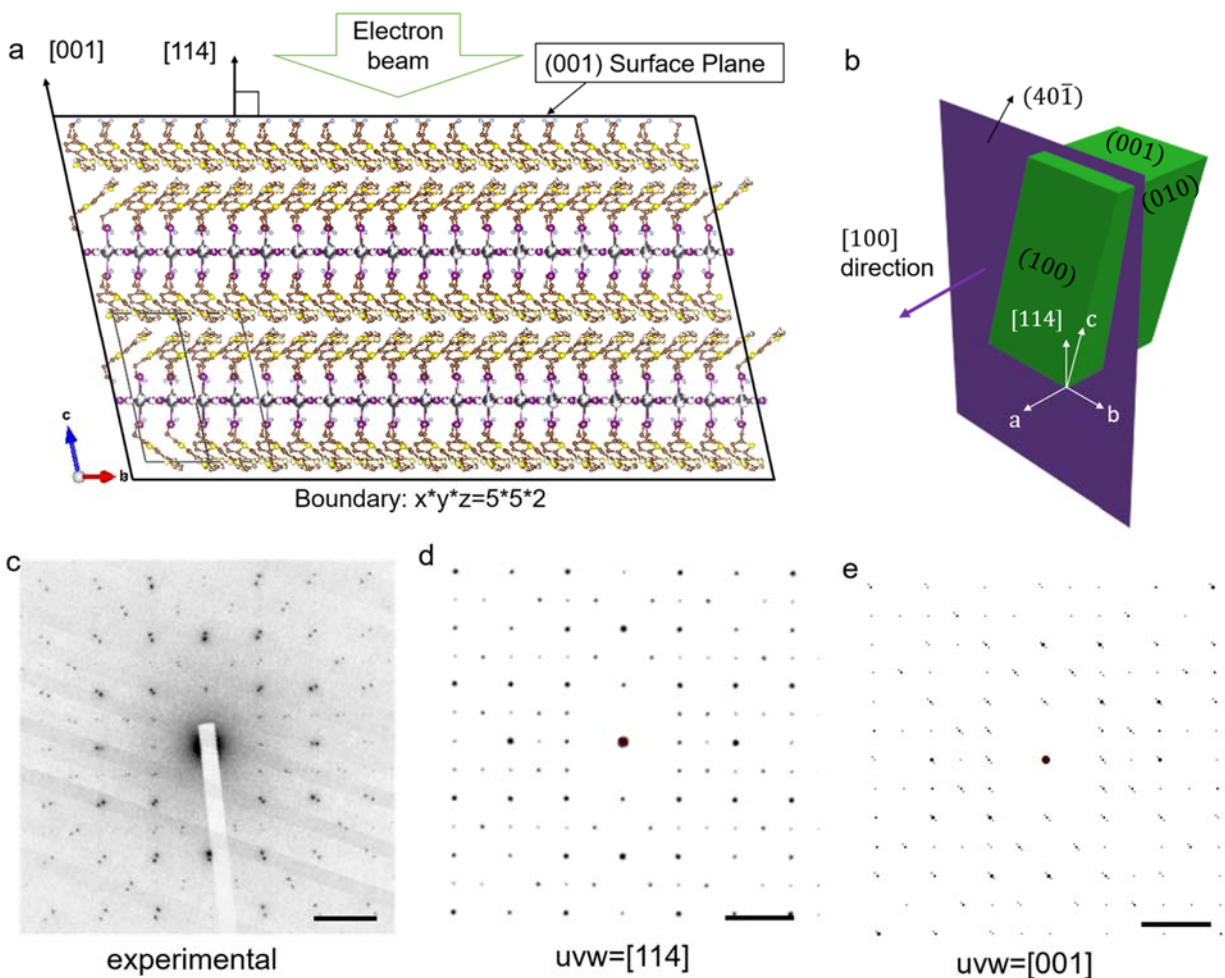 a
[001]
[114]
Electron
beam
(001) Surface Plane
c
b
Boundary: x*y*z=5*5*2
b
(401̅)
(001)
(010)
[100]
direction
(100)
[114]
c
a
b
c
experimental
d
uvw=[114]
e
uvw=[001]